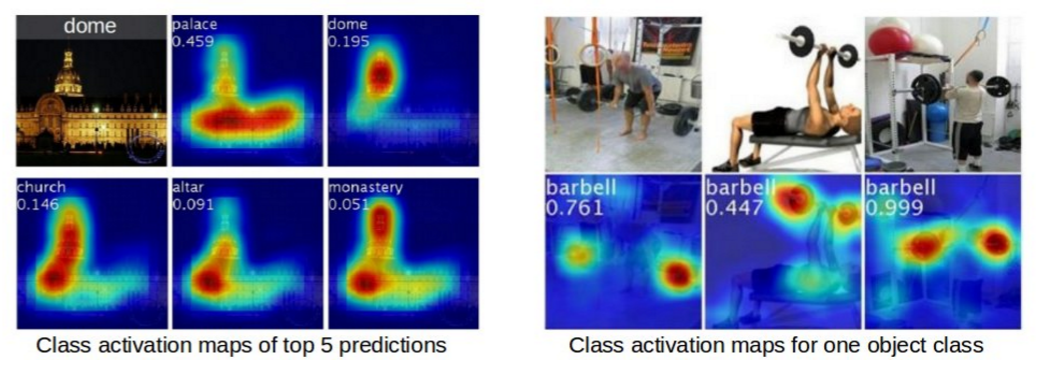 dome
palace
0.459
dome
0.195
church
0.146
altar
0.091
monastery
0.051
Class activation maps of top 5 predictions
barbell
0.761
barbell
0.447
barbell
0.999
Class activation maps for one object class